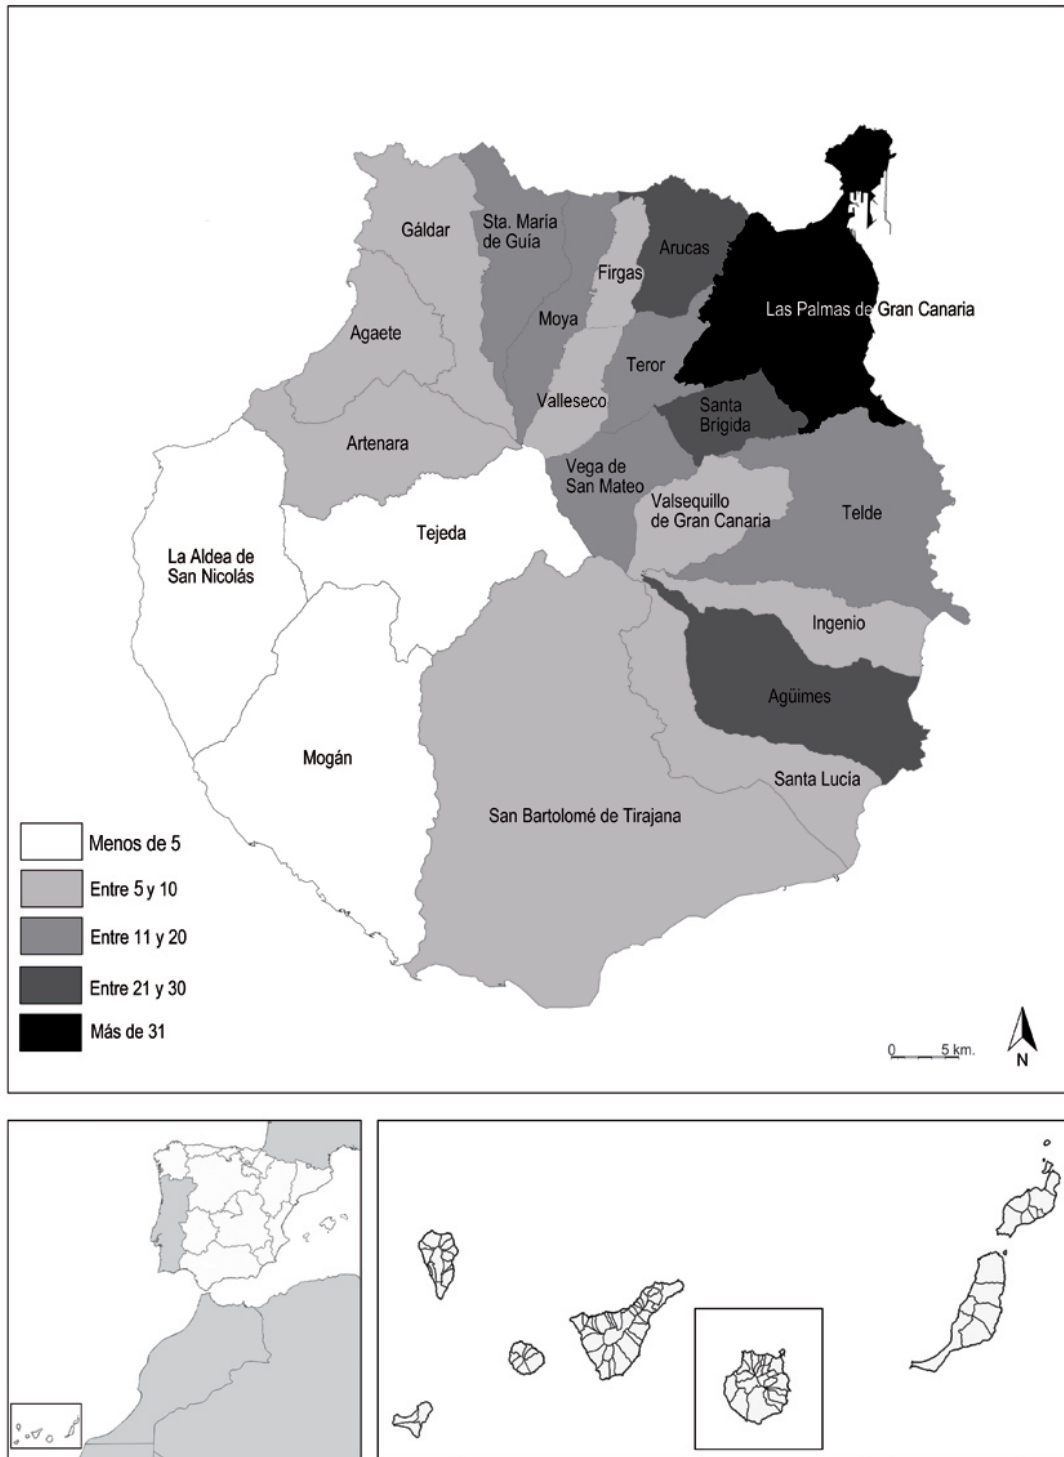 Gáldar
Sta. María
de Guía
Arucas
Firgas
Las Palmas de Gran Canaria
Moya
Agaete
Teror
Valleseco
Santa
Brígida
Artenara
Vega de
San Mateo
Valsequillo
de Gran Canaria
Telde
Tejeda
La Aldea de
San Nicolás
Ingenio
Agüimes
Mogán
Santa Lucía
San Bartolomé de Tirajana
Menos de 5
Entre 5 y 10
Entre 11 y 20
Entre 21 y 30
Más de 31
0 5 km.
N